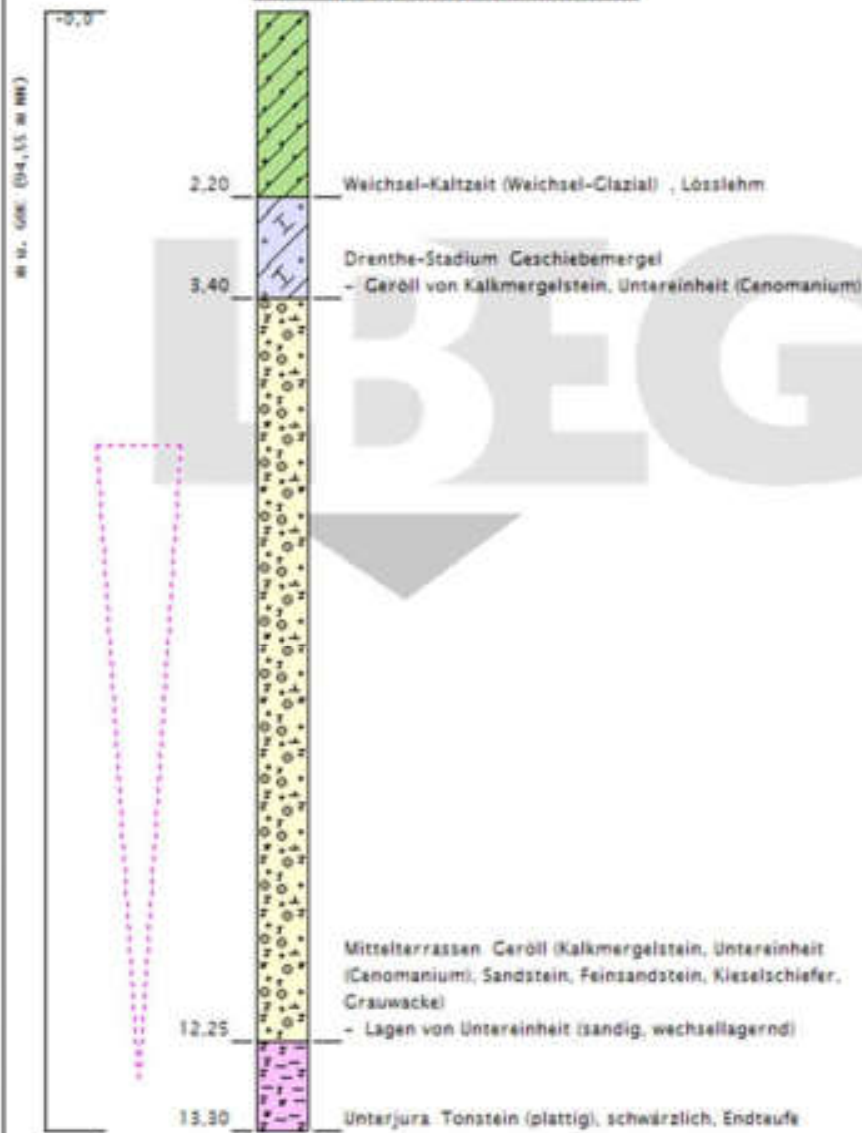 -0,0
m u. GOK (94,55 m NN)
2,20 Weichsel-Kaltzeit (Weichsel-Glazial) , Losslehm
Drenthe-Stadium Geschiebemergel
3,40 - Geröll von Kalkmergelstein, Untereinheit (Cenomanium)
LBEG
Mittelterrassen Geröll (Kalkmergelstein, Untereinheit
(Cenomanium), Sandstein, Feinsandstein, Kieselschiefer,
Grauwacke)
12,25 - Lagen von Untereinheit (sandig, wechsellagernd)
13,30 Unterjura Tonstein (plattig), schwärzlich, Endteufe